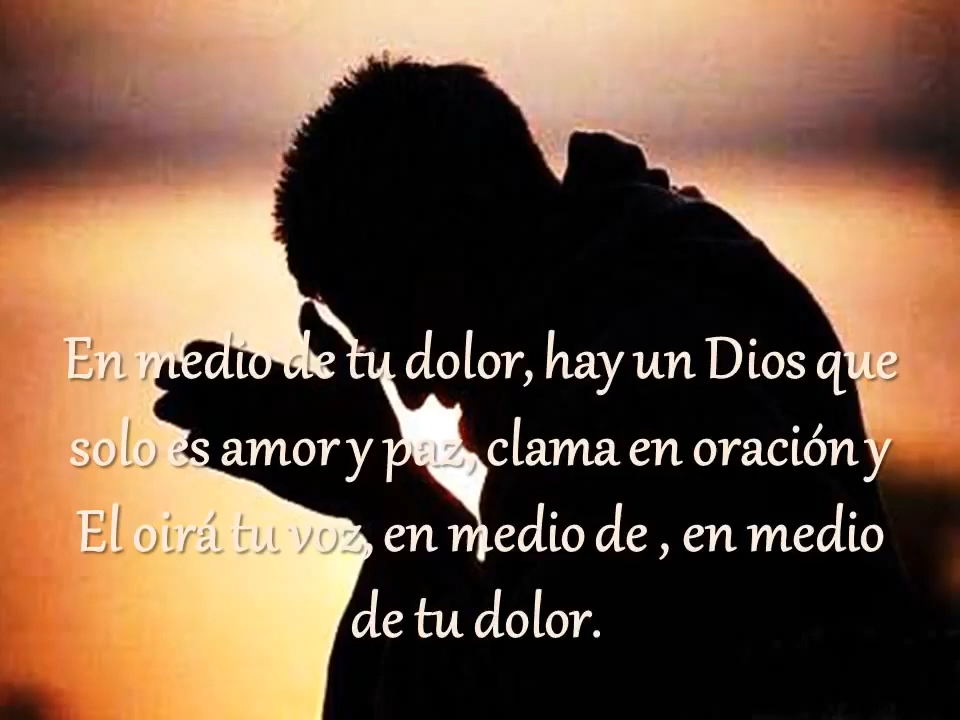 En medio de tu dolor, hay un Dios que
solo es amor y paz, clama en oración y
El oirá tu voz, en medio de , en medio
de tu dolor.